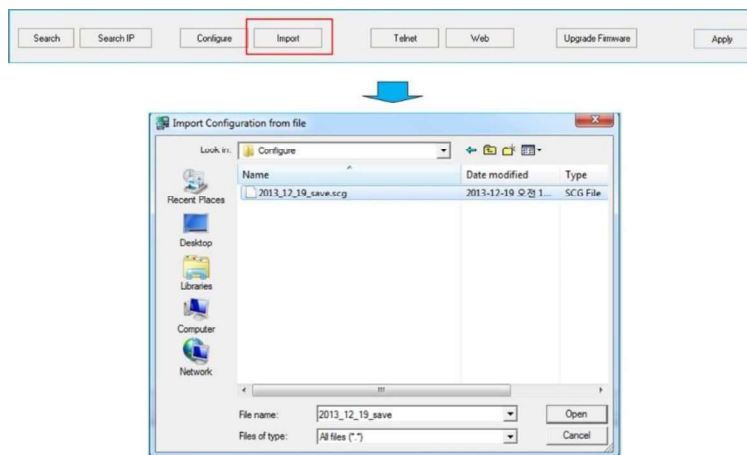 Search Search IP Configure Import Telnet Web Upgrade Firmware Apply
Import Configuration from file
Look in: Configure
Name Date modified Type
2013_12_19_save.scg 2013-12-19 오전 1... SCG File
Recent Places
Desktop
Libraries
Computer
Network
File name: 2013_12_19_save Open
Files of type: All files (*.*) Cancel